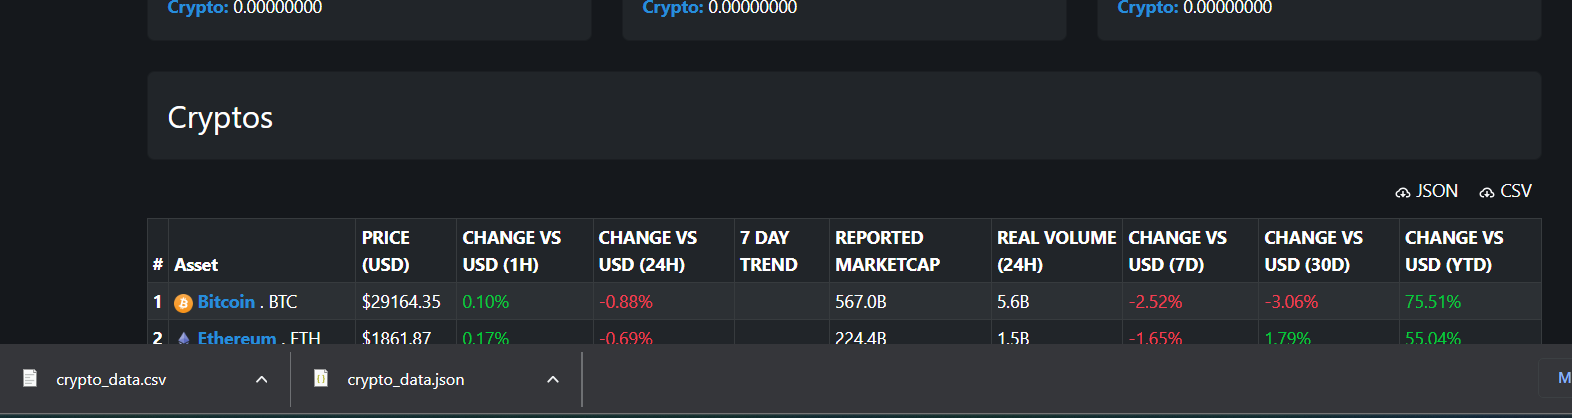 Crypto: 0.00000000 Crypto: 0.00000000 Crypto: 0.00000000
Cryptos
JSON CSV
# Asset PRICE (USD) CHANGE VS USD (1H) CHANGE VS USD (24H) 7 DAY TREND REPORTED MARKETCAP REAL VOLUME (24H) CHANGE VS USD (7D) CHANGE VS USD (30D) CHANGE VS USD (YTD)
1 Bitcoin . BTC $29164.35 0.10% -0.88% 567.0B 5.6B -2.52% -3.06% 75.51%
2 Ethereum . ETH $1861.87 0.17% -0.69% 224.4B 1.5B -1.65% 1.79% 55.04%
crypto_data.csv crypto_data.json M